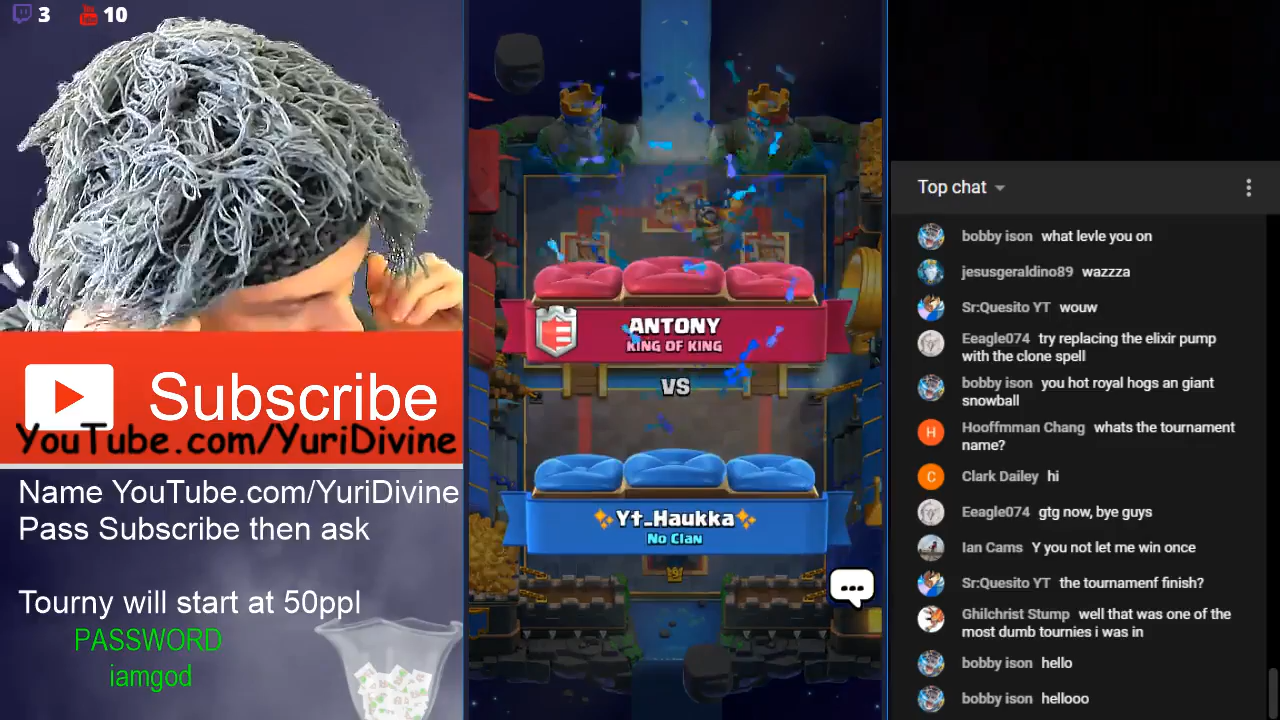 3
10
Subscribe
YouTube.com/YuriDivine
Name YouTube.com/YuriDivine
Pass Subscribe then ask
Tourny will start at 50ppl
PASSWORD
iamgod
ANTONY
KING OF KING
VS
Yt_Haukka
No Clan
Top chat
bobby ison what levle you on
jesusgeraldino89 wazzza
Sr:Quesito YT wouw
Eeagle074 try replacing the elixir pump
with the clone spell
bobby ison you hot royal hogs an giant
snowball
Hooffmman Chang whats the tournament
name?
H
Clark Dailey hi
C
Eeagle074 gtg now, bye guys
Ian Cams Y you not let me win once
Sr:Quesito YT the tournamenf finish?
Ghilchrist Stump well that was one of the
most dumb tournies i was in
bobby ison hello
bobby ison hellooo